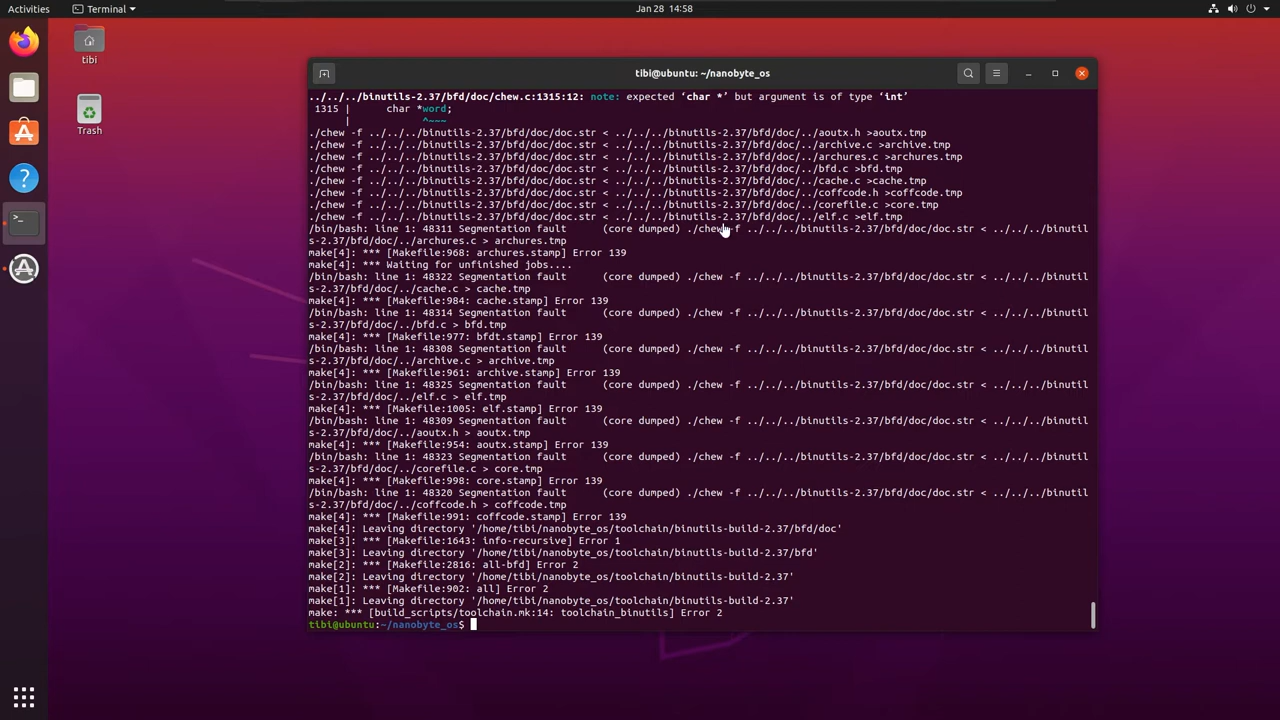 Activities
Terminal
Jan 28  14:58
tibi
Trash
tibi@ubuntu: ~/nanobyte_os
../../../binutils-2.37/bfd/doc/chew.c:1315:12: note: expected ‘char *’ but argument is of type ‘int’
1315 |      char *word;
|            ^~~~
./chew -f ../../../binutils-2.37/bfd/doc/doc.str < ../../../binutils-2.37/bfd/doc/../aoutx.h >aoutx.tmp
./chew -f ../../../binutils-2.37/bfd/doc/doc.str < ../../../binutils-2.37/bfd/doc/../archive.c >archive.tmp
./chew -f ../../../binutils-2.37/bfd/doc/doc.str < ../../../binutils-2.37/bfd/doc/../archures.c >archures.tmp
./chew -f ../../../binutils-2.37/bfd/doc/doc.str < ../../../binutils-2.37/bfd/doc/../bfd.c >bfd.tmp
./chew -f ../../../binutils-2.37/bfd/doc/doc.str < ../../../binutils-2.37/bfd/doc/../cache.c >cache.tmp
./chew -f ../../../binutils-2.37/bfd/doc/doc.str < ../../../binutils-2.37/bfd/doc/../coffcode.h >coffcode.tmp
./chew -f ../../../binutils-2.37/bfd/doc/doc.str < ../../../binutils-2.37/bfd/doc/../corefile.c >core.tmp
./chew -f ../../../binutils-2.37/bfd/doc/doc.str < ../../../binutils-2.37/bfd/doc/../elf.c >elf.tmp
/bin/bash: line 1: 48311 Segmentation fault      (core dumped) ./chew -f ../../../binutils-2.37/bfd/doc/doc.str < ../../../binutil
s-2.37/bfd/doc/../archures.c > archures.tmp
make[4]: *** [Makefile:968: archures.stamp] Error 139
make[4]: *** Waiting for unfinished jobs....
/bin/bash: line 1: 48322 Segmentation fault      (core dumped) ./chew -f ../../../binutils-2.37/bfd/doc/doc.str < ../../../binutil
s-2.37/bfd/doc/../cache.c > cache.tmp
make[4]: *** [Makefile:984: cache.stamp] Error 139
/bin/bash: line 1: 48314 Segmentation fault      (core dumped) ./chew -f ../../../binutils-2.37/bfd/doc/doc.str < ../../../binutil
s-2.37/bfd/doc/../bfd.c > bfd.tmp
make[4]: *** [Makefile:977: bfdt.stamp] Error 139
/bin/bash: line 1: 48308 Segmentation fault      (core dumped) ./chew -f ../../../binutils-2.37/bfd/doc/doc.str < ../../../binutil
s-2.37/bfd/doc/../archive.c > archive.tmp
make[4]: *** [Makefile:961: archive.stamp] Error 139
/bin/bash: line 1: 48325 Segmentation fault      (core dumped) ./chew -f ../../../binutils-2.37/bfd/doc/doc.str < ../../../binutil
s-2.37/bfd/doc/../elf.c > elf.tmp
make[4]: *** [Makefile:1005: elf.stamp] Error 139
/bin/bash: line 1: 48309 Segmentation fault      (core dumped) ./chew -f ../../../binutils-2.37/bfd/doc/doc.str < ../../../binutil
s-2.37/bfd/doc/../aoutx.h > aoutx.tmp
make[4]: *** [Makefile:954: aoutx.stamp] Error 139
/bin/bash: line 1: 48323 Segmentation fault      (core dumped) ./chew -f ../../../binutils-2.37/bfd/doc/doc.str < ../../../binutil
s-2.37/bfd/doc/../corefile.c > core.tmp
make[4]: *** [Makefile:998: core.stamp] Error 139
/bin/bash: line 1: 48320 Segmentation fault      (core dumped) ./chew -f ../../../binutils-2.37/bfd/doc/doc.str < ../../../binutil
s-2.37/bfd/doc/../coffcode.h > coffcode.tmp
make[4]: *** [Makefile:991: coffcode.stamp] Error 139
make[4]: Leaving directory '/home/tibi/nanobyte_os/toolchain/binutils-build-2.37/bfd/doc'
make[3]: *** [Makefile:1643: info-recursive] Error 1
make[3]: Leaving directory '/home/tibi/nanobyte_os/toolchain/binutils-build-2.37/bfd'
make[2]: *** [Makefile:2816: all-bfd] Error 2
make[2]: Leaving directory '/home/tibi/nanobyte_os/toolchain/binutils-build-2.37'
make[1]: *** [Makefile:902: all] Error 2
make[1]: Leaving directory '/home/tibi/nanobyte_os/toolchain/binutils-build-2.37'
make: *** [build_scripts/toolchain.mk:14: toolchain_binutils] Error 2
tibi@ubuntu:~/nanobyte_os$